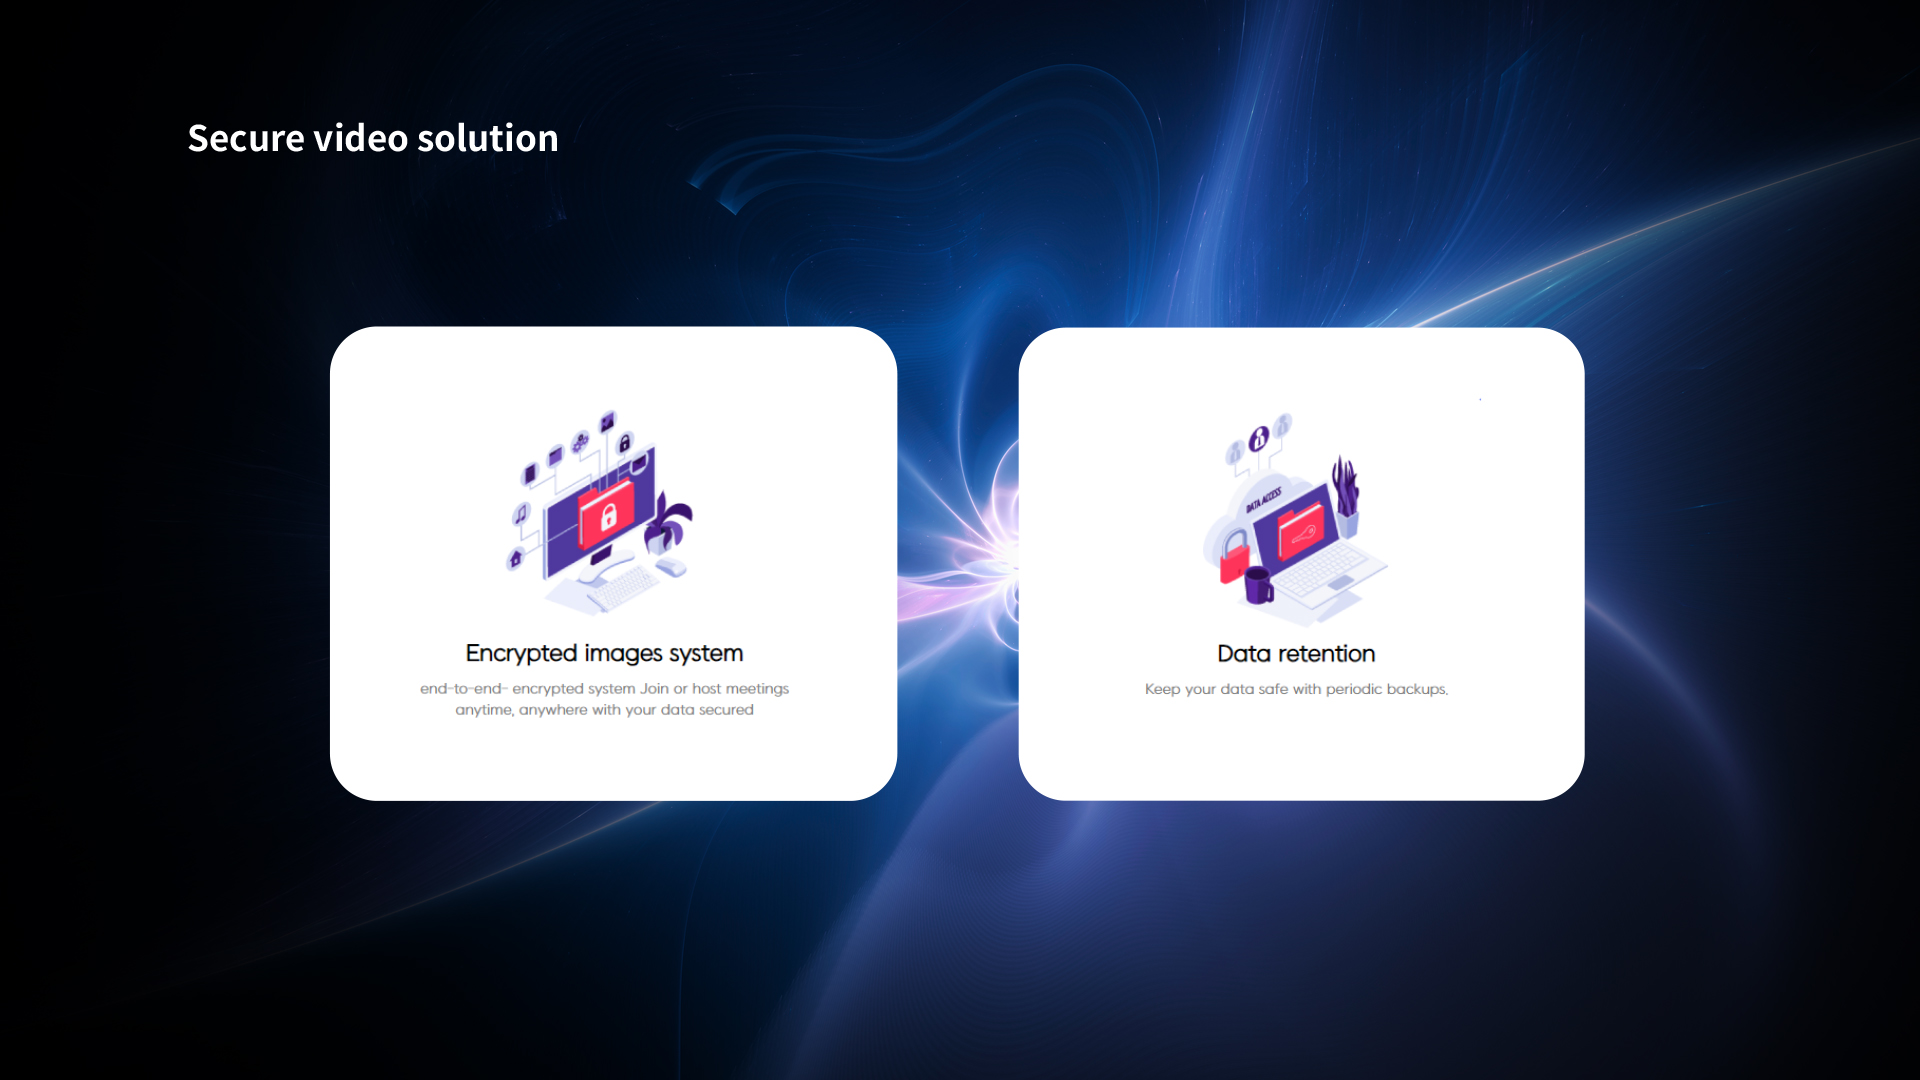 Secure video solution
DATA ACCESS
Encrypted images system
end-to-end- encrypted system Join or host meetings
anytime, anywhere with your data secured
Data retention
Keep your data safe with periodic backups.